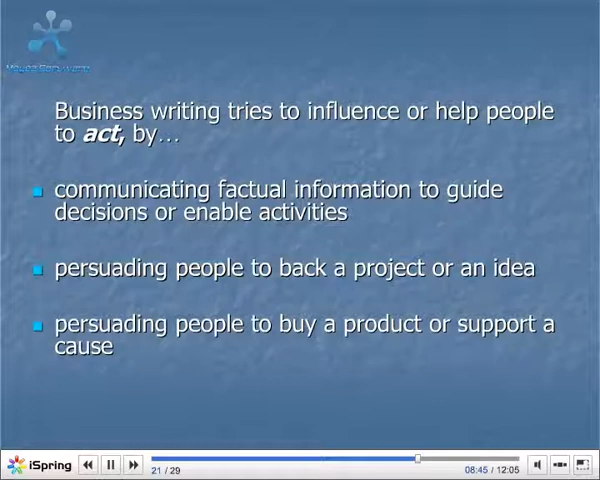 Business writing tries to influence or help people
to act, by…
communicating factual information to guide
decisions or enable activities
persuading people to back a project or an idea
persuading people to buy a product or support a
cause
iSpring
21 / 29
08:45 / 12:05